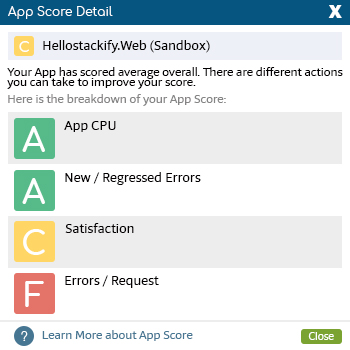 App Score Detail X
C Hellostackify.Web (Sandbox)
Your App has scored average overall. There are different actions
you can take to improve your score.
Here is the breakdown of your App Score:
A App CPU
A New / Regressed Errors
C Satisfaction
F Errors / Request
? Learn More about App Score Close